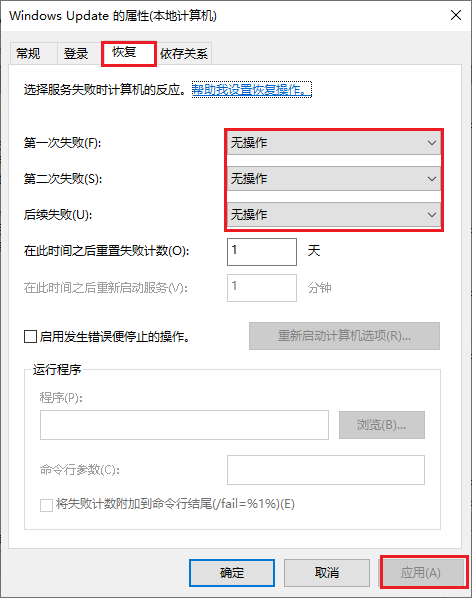 Windows Update 的属性(本地计算机)
常规 登录 恢复 依存关系
选择服务失败时计算机的反应。帮助我设置恢复操作。
第一次失败(F): 无操作
第二次失败(S): 无操作
后续失败(U): 无操作
在此时间之后重置失败计数(O): 1 天
在此时间之后重新启动服务(V): 1 分钟
启用发生错误便停止的操作。 重新启动计算机选项(R)...
运行程序
程序(P):
浏览(B)...
命令行参数(C):
将失败计数附加到命令行结尾(/fail=%1%)(E)
确定 取消 应用(A)